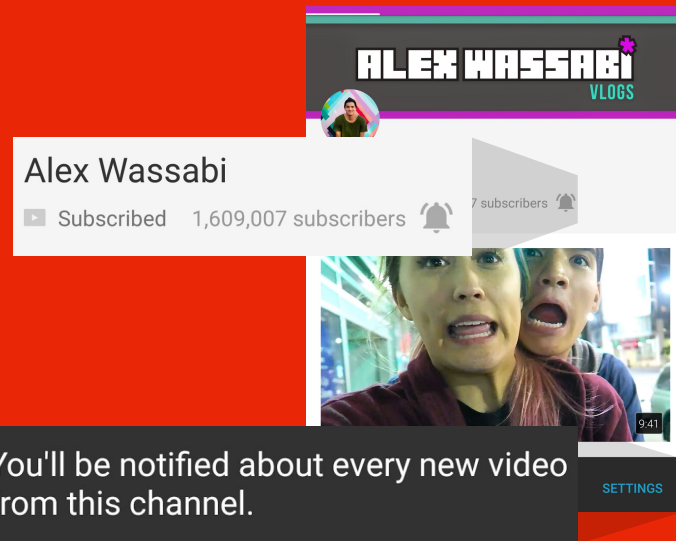 ALEX WASSABI
VLOGS
Alex Wassabi
Subscribed 1,609,007 subscribers
7 subscribers
9:41
You'll be notified about every new video
from this channel.
SETTINGS